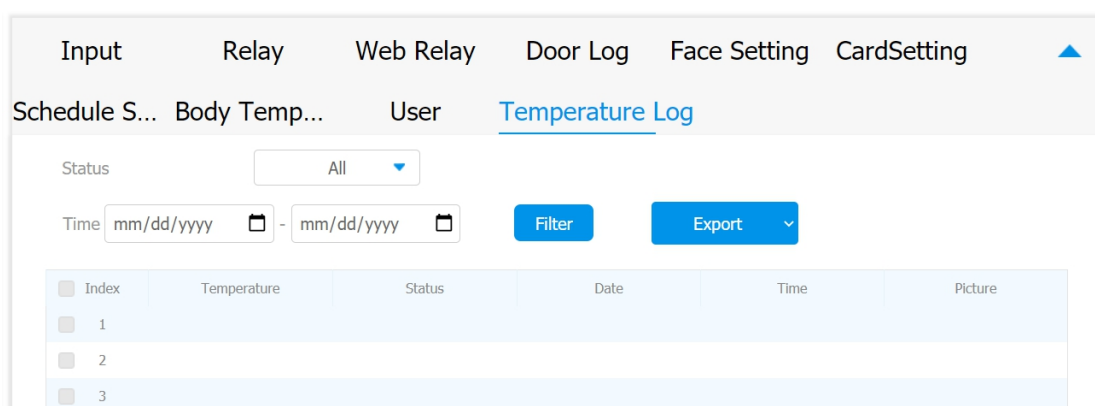 Input Relay Web Relay Door Log Face Setting CardSetting
Schedule S... Body Temp... User Temperature Log
Status All
Time mm/dd/yyyy - mm/dd/yyyy Filter Export
Index Temperature Status Date Time Picture
1
2
3